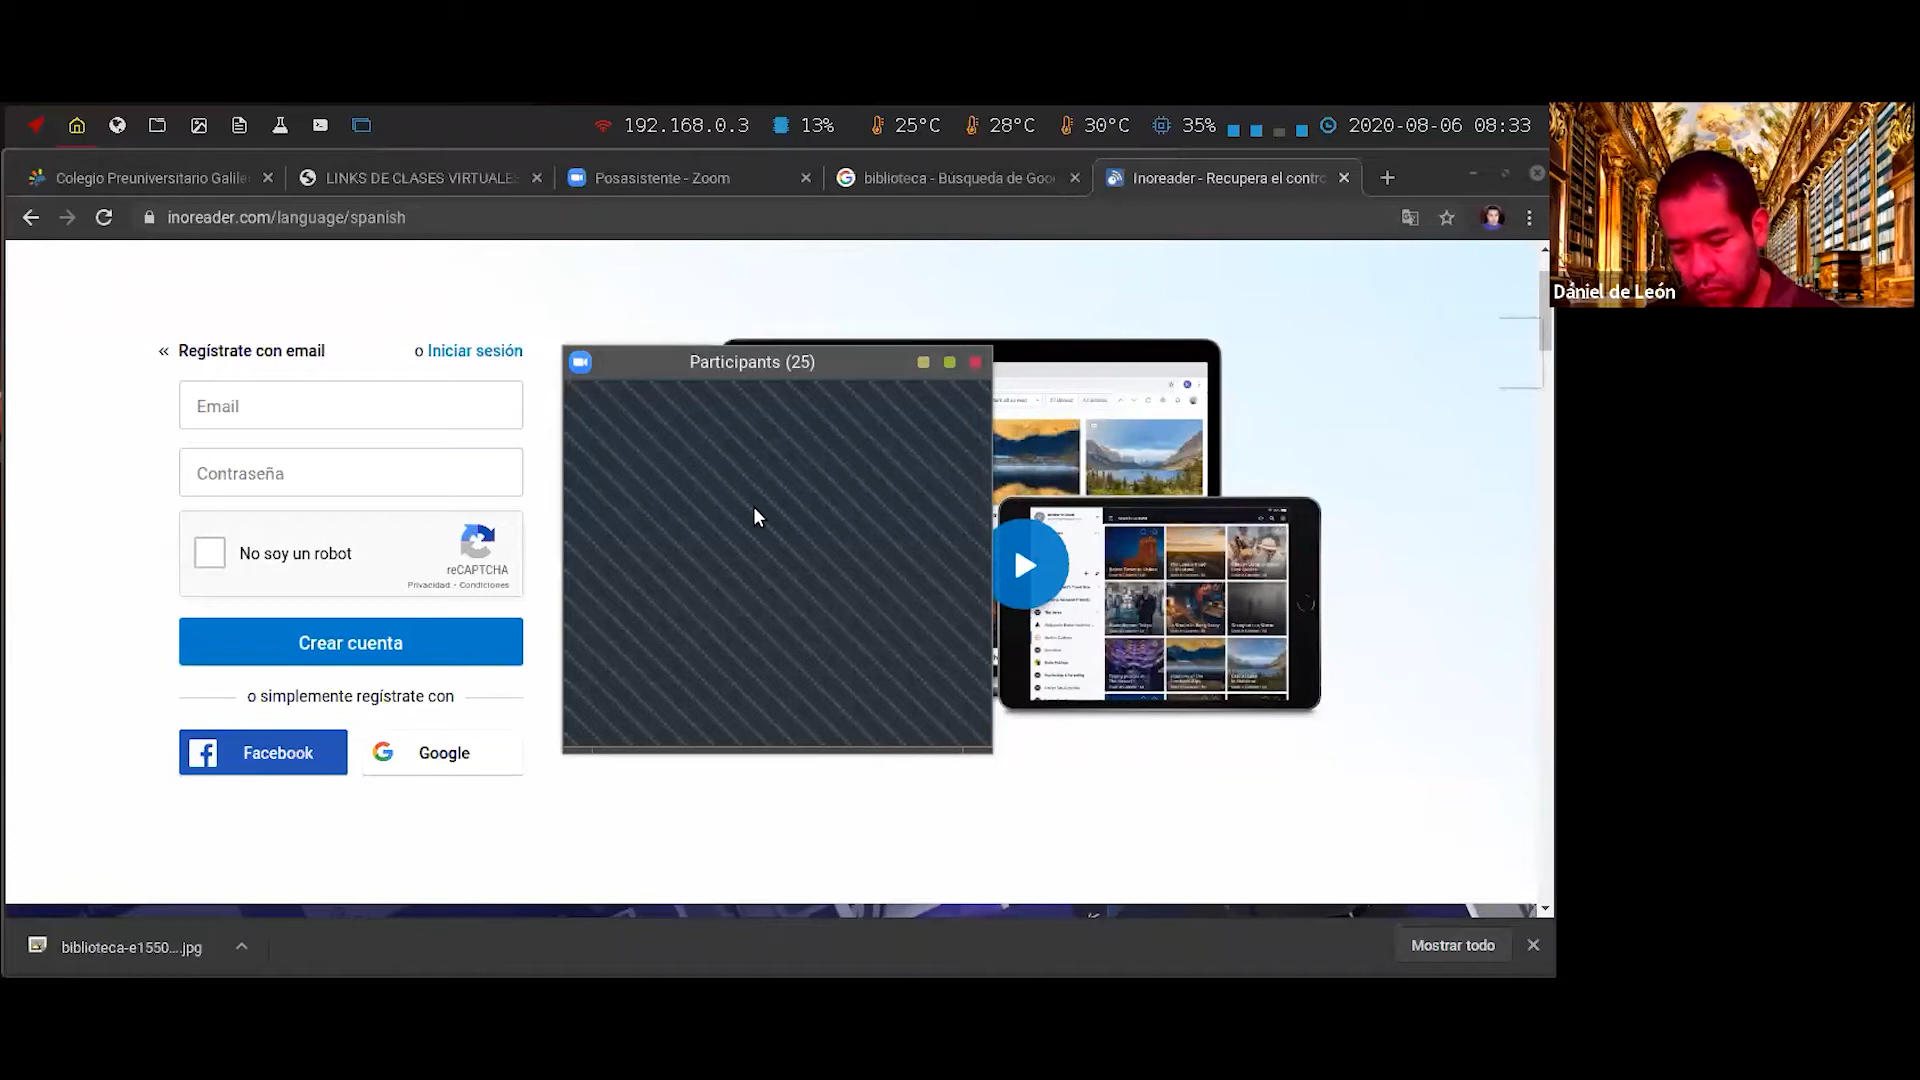 192.168.0.3 13% 25°C 28°C 30°C 35% 2020-08-06 08:33
Colegio Preuniversitario Galile
LINKS DE CLASES VIRTUALES
Posasistente - Zoom
biblioteca - Búsqueda de Goo
Inoreader - Recupera el contro
inoreader.com/language/spanish
Dániel de León
« Regístrate con email
o Iniciar sesión
Participants (25)
Email
Contraseña
No soy un robot
reCAPTCHA
Privacidad - Condiciones
Crear cuenta
o simplemente regístrate con
Facebook
Google
biblioteca-e1550....jpg
Mostrar todo